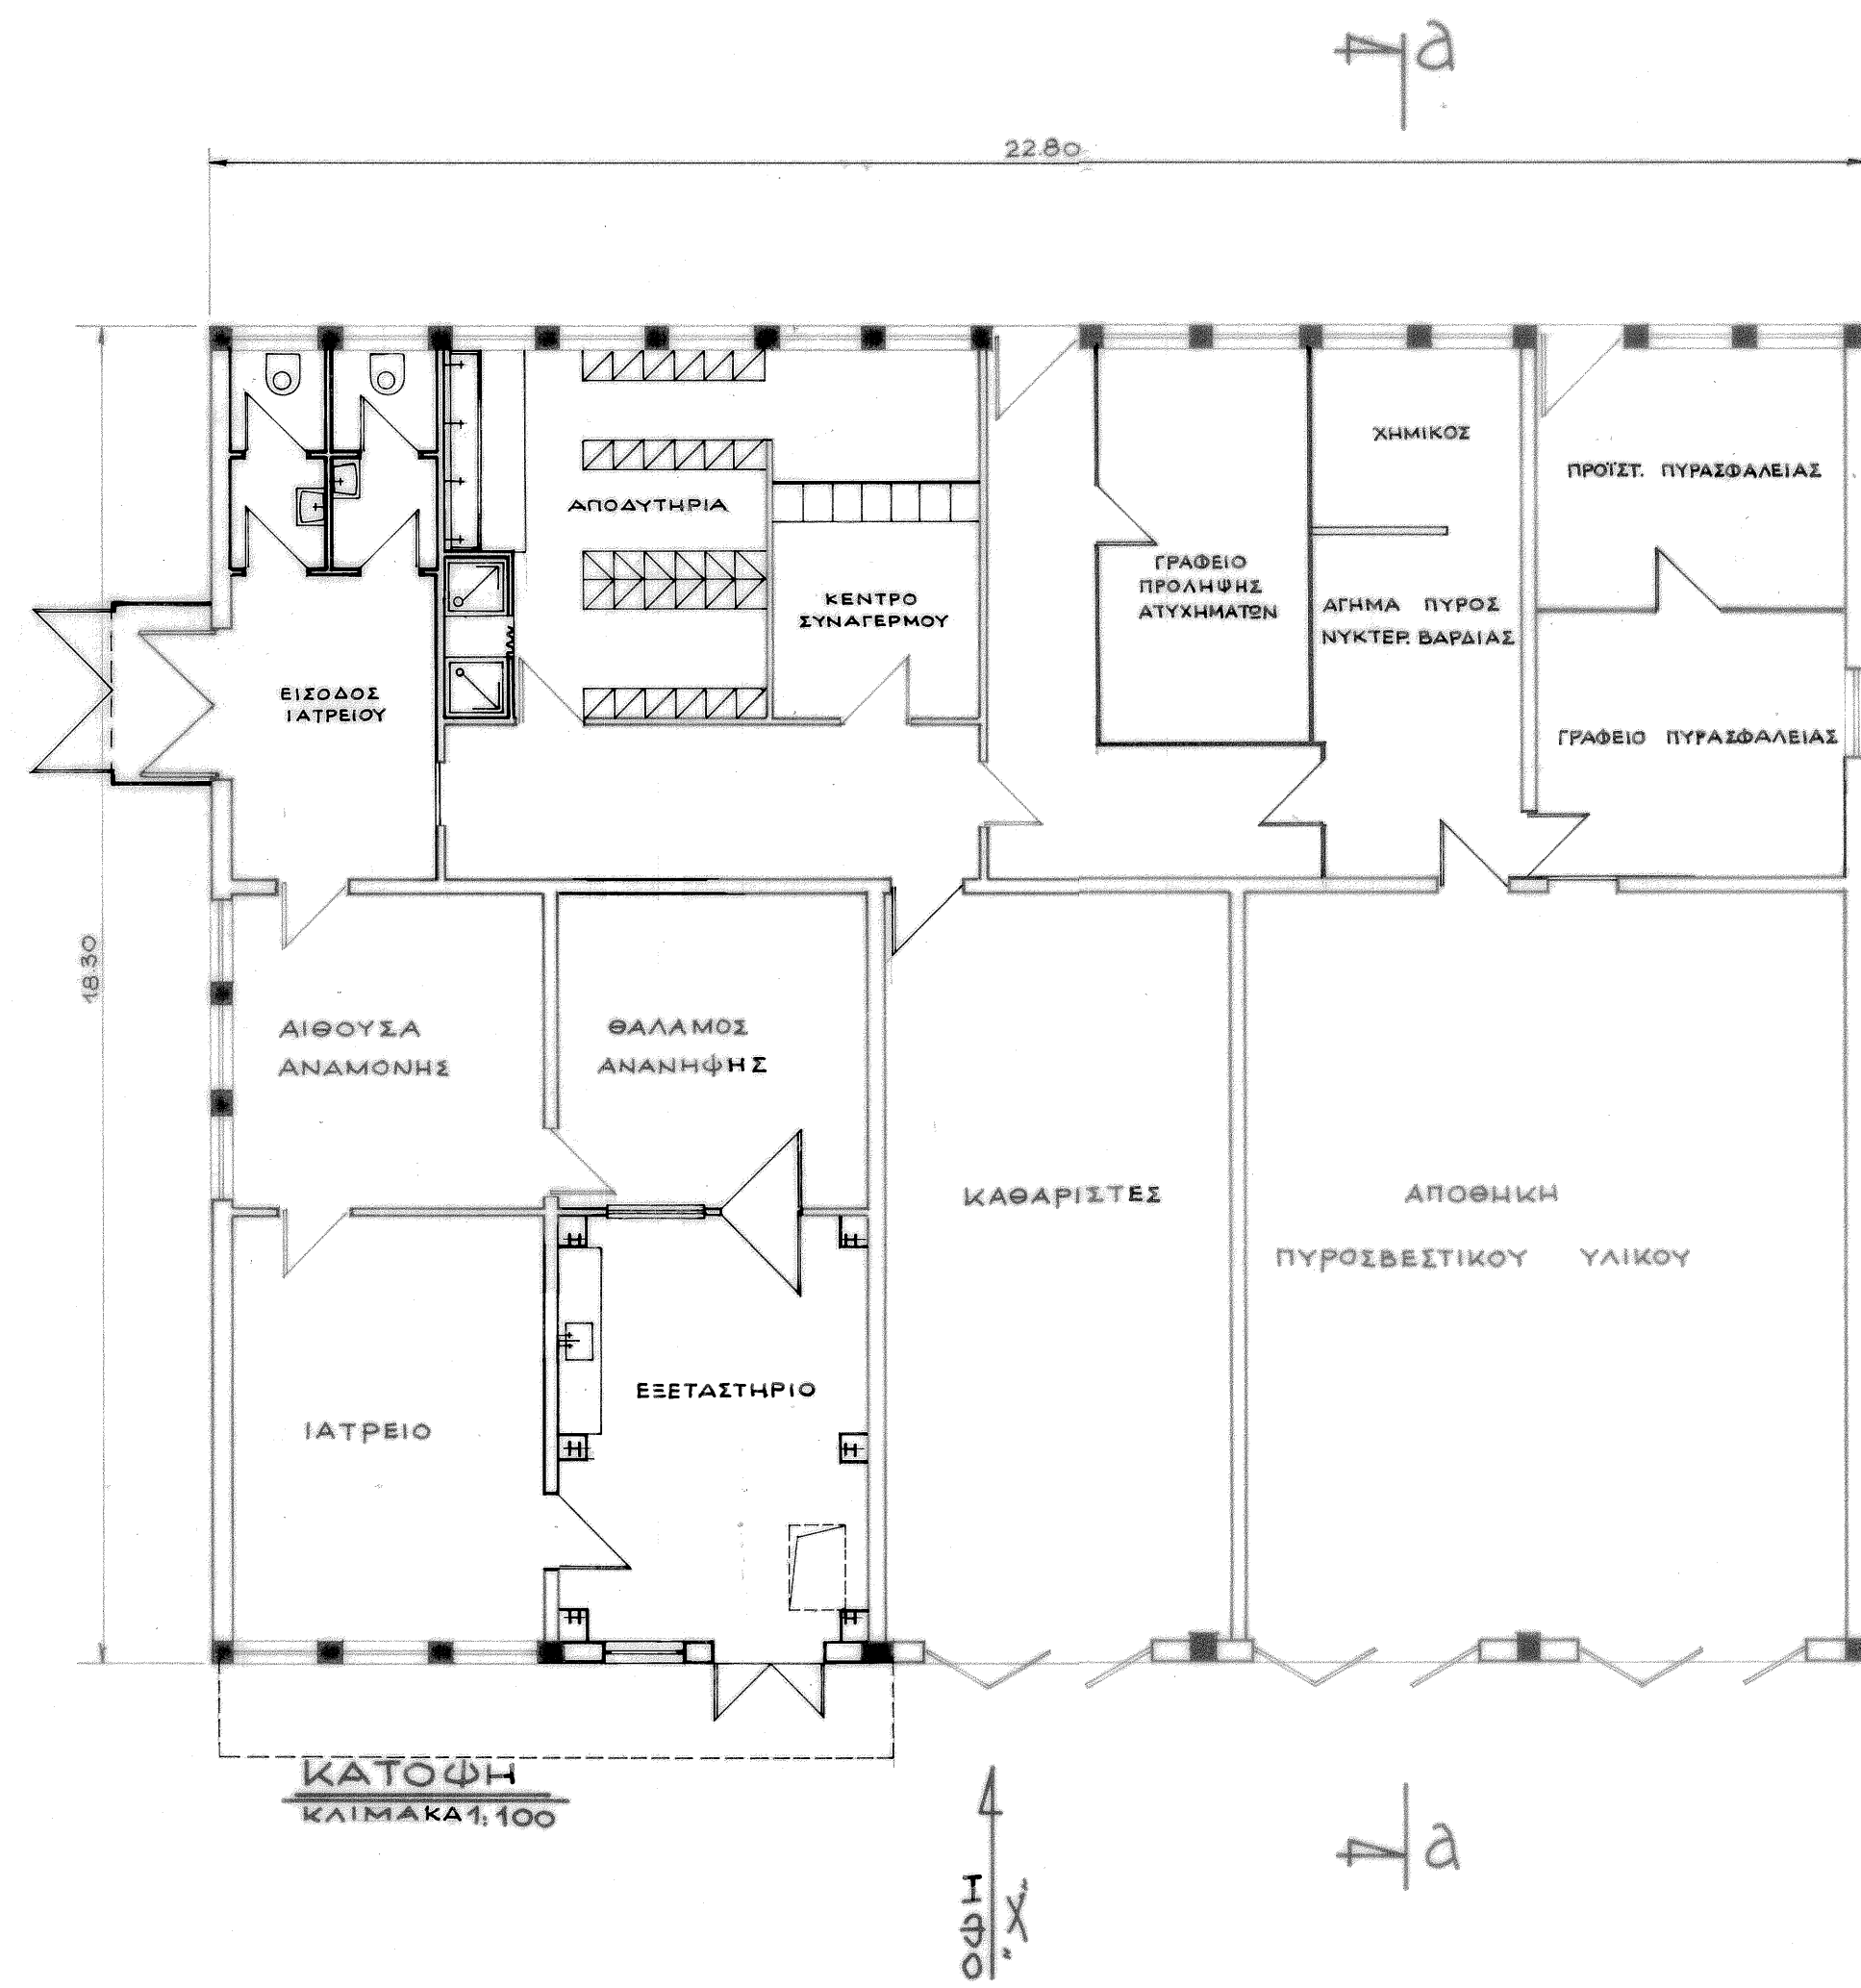 a
22.80
ΧΗΜΙΚΟΣ
ΠΡΟΪΣΤ. ΠΥΡΑΣΦΑΛΕΙΑΣ
ΑΠΟΔΥΤΗΡΙΑ
ΓΡΑΦΕΙΟ
ΠΡΟΛΗΨΗΣ
ΑΤΥΧΗΜΑΤΩΝ
ΚΕΝΤΡΟ
ΣΥΝΑΓΕΡΜΟΥ
ΑΓΗΜΑ ΠΥΡΟΣ
ΝΥΚΤΕΡ. ΒΑΡΔΙΑΣ
ΕΙΣΟΔΟΣ
ΙΑΤΡΕΙΟΥ
ΓΡΑΦΕΙΟ ΠΥΡΑΣΦΑΛΕΙΑΣ
18.30
ΑΙΘΟΥΣΑ
ΑΝΑΜΟΝΗΣ
ΘΑΛΑΜΟΣ
ΑΝΑΝΗΨΗΣ
ΚΑΘΑΡΙΣΤΕΣ
ΑΠΟΘΗΚΗ
ΠΥΡΟΣΒΕΣΤΙΚΟΥ ΥΛΙΚΟΥ
ΕΞΕΤΑΣΤΗΡΙΟ
ΙΑΤΡΕΙΟ
ΚΑΤΟΨΗ
ΚΛΙΜΑΚΑ 1:100
a
ΟΨΗ
"Χ"